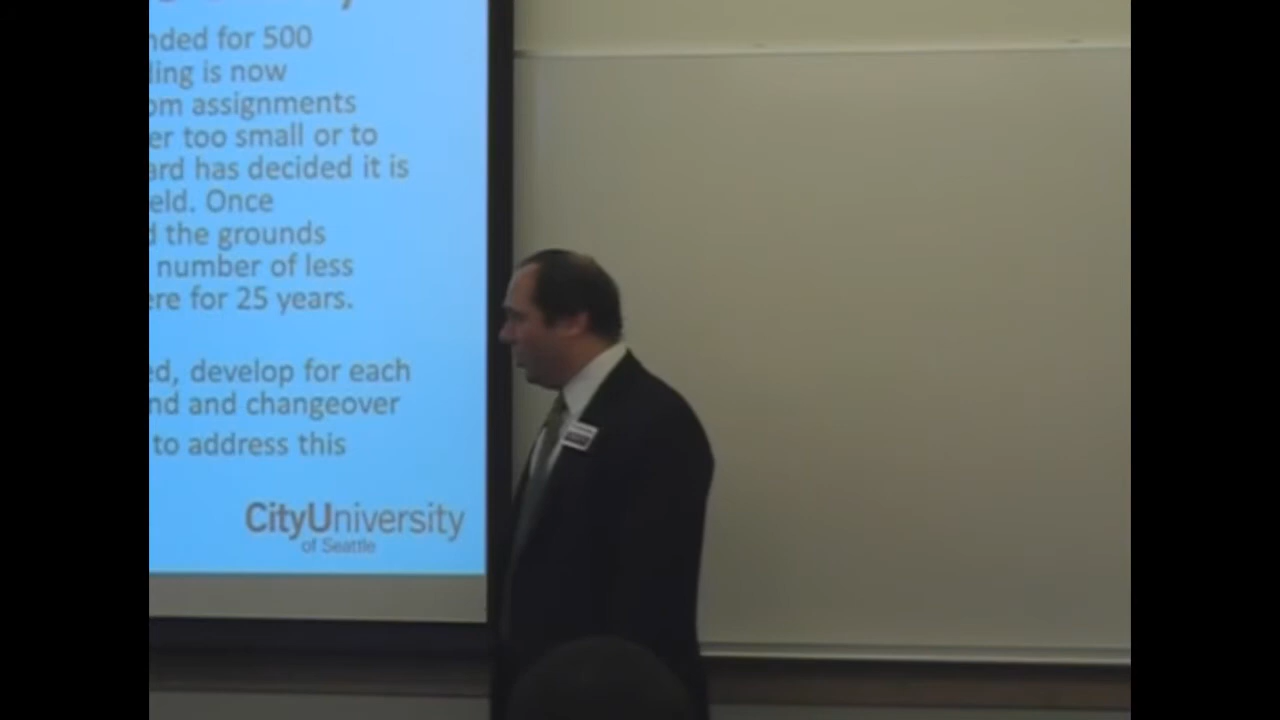 nded for 500
ling is now
om assignments
er too small or to
ard has decided it is
eld. Once
d the grounds
number of less
ere for 25 years.
ed, develop for each
nd and changeover
to address this
CityUniversity
of Seattle